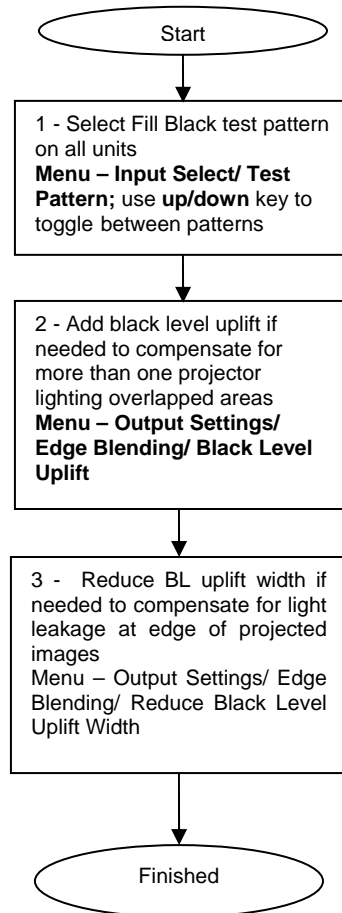 Start
1 - Select Fill Black test pattern
on all units
Menu – Input Select/ Test
Pattern; use up/down key to
toggle between patterns
2 - Add black level uplift if
needed to compensate for
more than one projector
lighting overlapped areas
Menu – Output Settings/
Edge Blending/ Black Level
Uplift
3 - Reduce BL uplift width if
needed to compensate for light
leakage at edge of projected
images
Menu – Output Settings/ Edge
Blending/ Reduce Black Level
Uplift Width
Finished